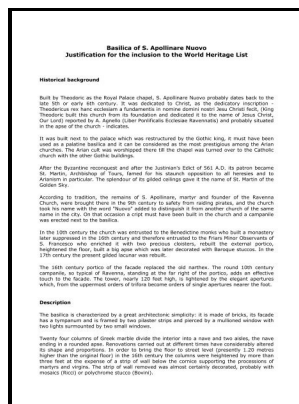 Basilica of S. Apollinare Nuovo
Justification for the inclusion to the World Heritage List
Historical background
Built by Theodoric as the Royal Palace chapel, S. Apollinare Nuovo probably dates back to the
late 5th or early 6th century. It was dedicated to Christ, as the dedicatory inscription -
Theodericus rex hanc ecclesiam a fundamentis in nomine domini nostri Jesu Christi fecit, (King
Theodoric built this church from its foundation and dedicated it to the name of Jesus Christ,
Our Lord) reported by A. Agnello (Liber Pontificalis Ecclesiae Ravennatis) and probably situated
in the apse of the church - indicates.
It was built next to the palace which was restructured by the Gothic king, it must have been
used as a palatine basilica and it can be considered as the most prestigious among the Arian
churches. The Arian cult was worshipped there till the chapel was turned over to the Catholic
church with the other Gothic buildings.
After the Byzantine reconquest and after the Justinian's Edict of 561 A.D. its patron became
St. Martin, Archbishop of Tours, famed for his staunch opposition to all heresies and to
Arianism in particular. The splendour of its gilded ceilings gave it the name of St. Martin of the
Golden Sky.
According to tradition, the remains of S. Apollinare, martyr and founder of the Ravenna
Church, were brought there in the 9th century to safety from raiding pirates, and the church
took his name with the word "Nuovo" added to distinguish it from another church of the same
name in the city. On that occasion a cript must have been built in the church and a campanile
was erected next to the basilica.
In the 10th century the church was entrusted to the Benedictine monks who built a monastery
later suppressed in the 16th century and therefore entrusted to the friars Minor Observants of
S. Francesco who enriched it with two precious cloisters, rebuilt the external portico,
heightened the floor, built a big apse which was later decorated with Baroque stuccos. In the
17th century the present gilded lacunar was rebuilt.
The 16th century portico of the facade replaced the old narthex. The round 10th century
campanile, so typical of Ravenna, standing at the far right of the portico, adds an effective
touch to the facade. The tower, nearly 120 feet high, is lightened by the elegant apertures
which, from the uppermost orders of trifora become orders of single apertures nearer the foot.
Description
The basilica is characterized by a great architectonic simplicity: it is made of bricks, its facade
has a tympanum and is framed by two pilaster strips and pierced by a mullioned window with
two lights surmounted by two small windows.
Twenty four columns of Greek marble divide the interior into a nave and two aisles, the nave
ending in a rounded apse. Renovations carried out at different times have considerably altered
its shape and proportions. In order to bring the floor to street level (presently 1.20 metres
higher than the original floor) in the 16th century the columns were heightened by more than
three feet at the expense of a strip of wall below the cornice supporting the processions of
martyrs and virgins. The strip of wall removed was almost certainly decorated, probably with
mosaics (Ricci) or polychrome stucco (Bovini).